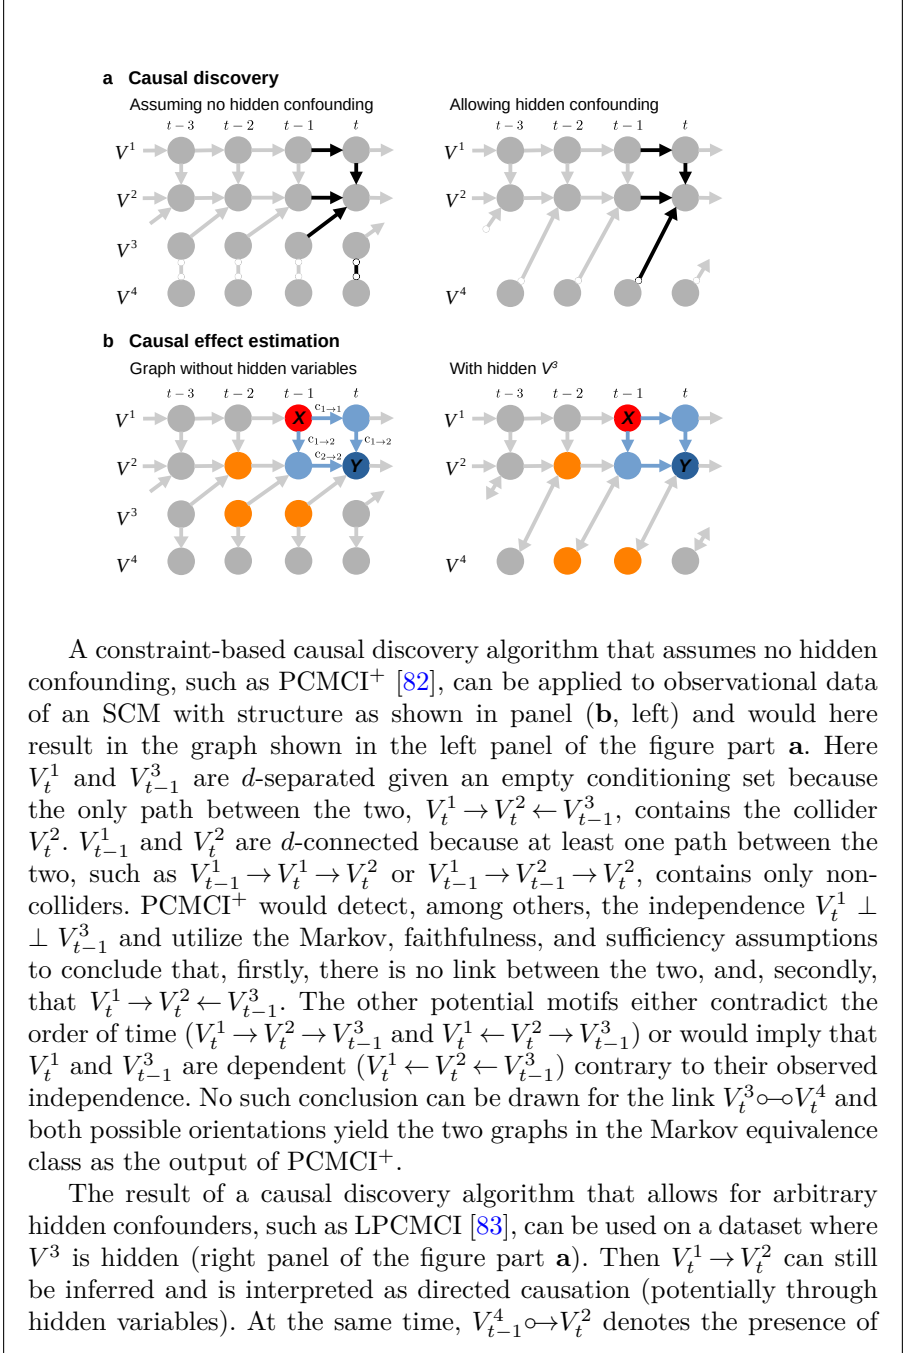 a Causal discovery
Assuming no hidden confounding
t − 3 t − 2 t − 1 t
V¹
V²
V³
V⁴
Allowing hidden confounding
t − 3 t − 2 t − 1 t
V¹
V²
V⁴
b Causal effect estimation
Graph without hidden variables
t − 3 t − 2 t − 1 t
V¹ X c₁→₁
c₁→₂ c₁→₂
V² c₂→₂ Y
V³
V⁴
With hidden V³
t − 3 t − 2 t − 1 t
V¹ X
V² Y
V⁴
A constraint-based causal discovery algorithm that assumes no hidden
confounding, such as PCMCI⁺ [82], can be applied to observational data
of an SCM with structure as shown in panel (b, left) and would here
result in the graph shown in the left panel of the figure part a. Here
V¹ₜ and V³ₜ₋₁ are d-separated given an empty conditioning set because
the only path between the two, V¹ₜ → V²ₜ ← V³ₜ₋₁, contains the collider
V²ₜ. V¹ₜ₋₁ and V²ₜ are d-connected because at least one path between the
two, such as V¹ₜ₋₁ → V¹ₜ → V²ₜ or V¹ₜ₋₁ → V²ₜ₋₁ → V²ₜ, contains only non-
colliders. PCMCI⁺ would detect, among others, the independence V¹ₜ ⊥
⊥ V³ₜ₋₁ and utilize the Markov, faithfulness, and sufficiency assumptions
to conclude that, firstly, there is no link between the two, and, secondly,
that V¹ₜ → V²ₜ ← V³ₜ₋₁. The other potential motifs either contradict the
order of time (V¹ₜ → V²ₜ → V³ₜ₋₁ and V¹ₜ ← V²ₜ → V³ₜ₋₁) or would imply that
V¹ₜ and V³ₜ₋₁ are dependent (V¹ₜ ← V²ₜ ← V³ₜ₋₁) contrary to their observed
independence. No such conclusion can be drawn for the link V³ₜ o–o V⁴ₜ and
both possible orientations yield the two graphs in the Markov equivalence
class as the output of PCMCI⁺.
The result of a causal discovery algorithm that allows for arbitrary
hidden confounders, such as LPCMCI [83], can be used on a dataset where
V³ is hidden (right panel of the figure part a). Then V¹ₜ → V²ₜ can still
be inferred and is interpreted as directed causation (potentially through
hidden variables). At the same time, V⁴ₜ₋₁ o→ V²ₜ denotes the presence of